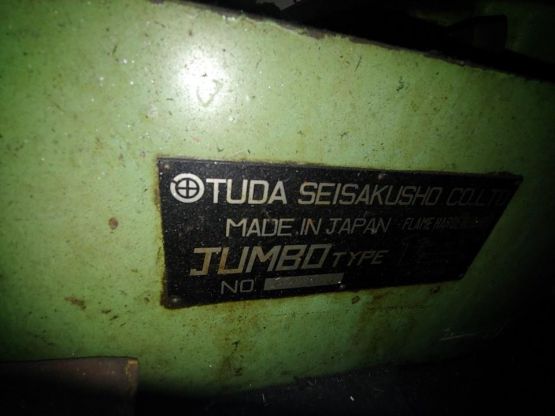 TUDA SEISAKUSHO CO.LTD
MADE IN JAPAN
JUMBO TYPE
NO.